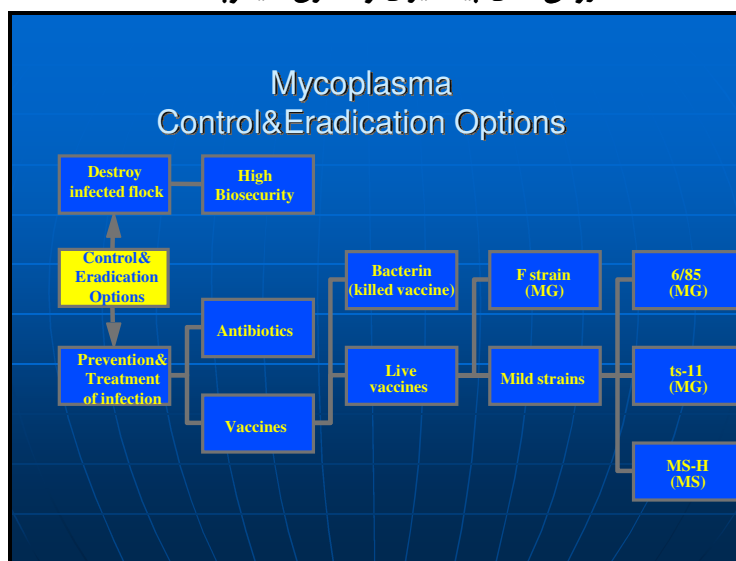 Mycoplasma
Control&Eradication Options
Destroy
infected flock
High
Biosecurity
Control&
Eradication
Options
Bacterin
(killed vaccine)
F strain
(MG)
6/85
(MG)
Antibiotics
Prevention&
Treatment
of infection
Live
vaccines
Mild strains
ts-11
(MG)
Vaccines
MS-H
(MS)